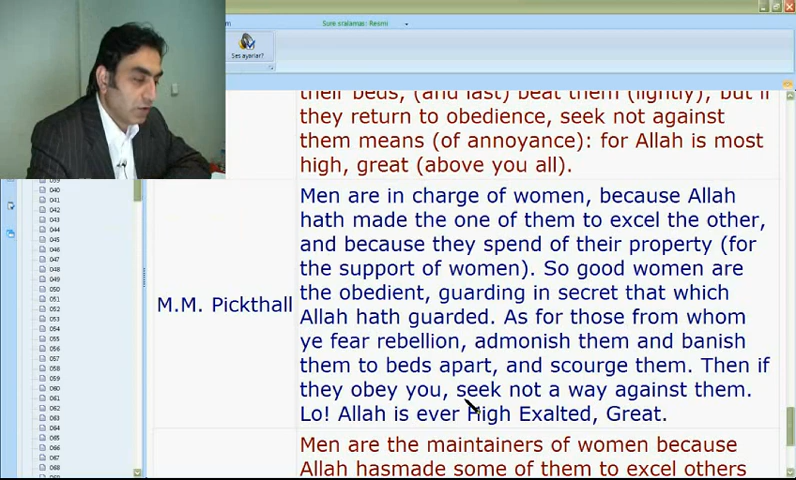 Sure sıralaması: Resmi
m
Ses ayarları?
their beds, (and last) beat them (lightly), but if
they return to obedience, seek not against
them means (of annoyance): for Allah is most
high, great (above you all).
M.M. Pickthall
Men are in charge of women, because Allah
hath made the one of them to excel the other,
and because they spend of their property (for
the support of women). So good women are
the obedient, guarding in secret that which
Allah hath guarded. As for those from whom
ye fear rebellion, admonish them and banish
them to beds apart, and scourge them. Then if
they obey you, seek not a way against them.
Lo! Allah is ever High Exalted, Great.
Men are the maintainers of women because
Allah hasmade some of them to excel others
039
040
041
042
043
044
045
046
047
048
049
050
051
052
053
054
055
056
057
058
059
060
061
062
063
064
065
066
067
068